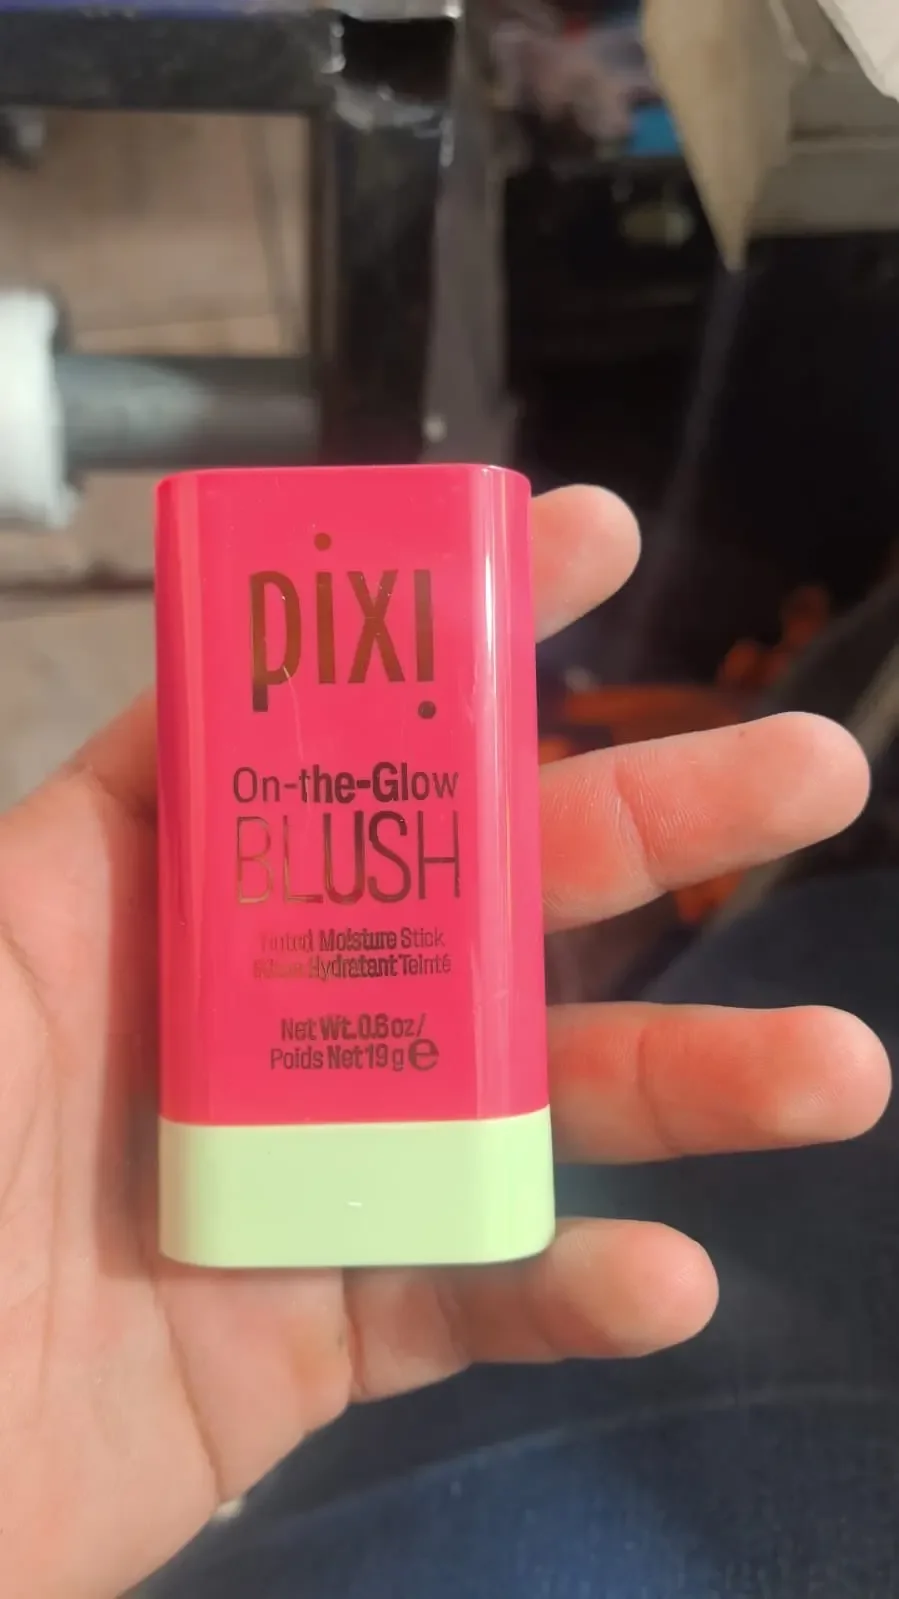 pixi
On-the-Glow
BLUSH
Tinted Moisture Stick
Hydratant Teinté
Net Wt. 0.6 oz/
Poids Net 19 g ℮